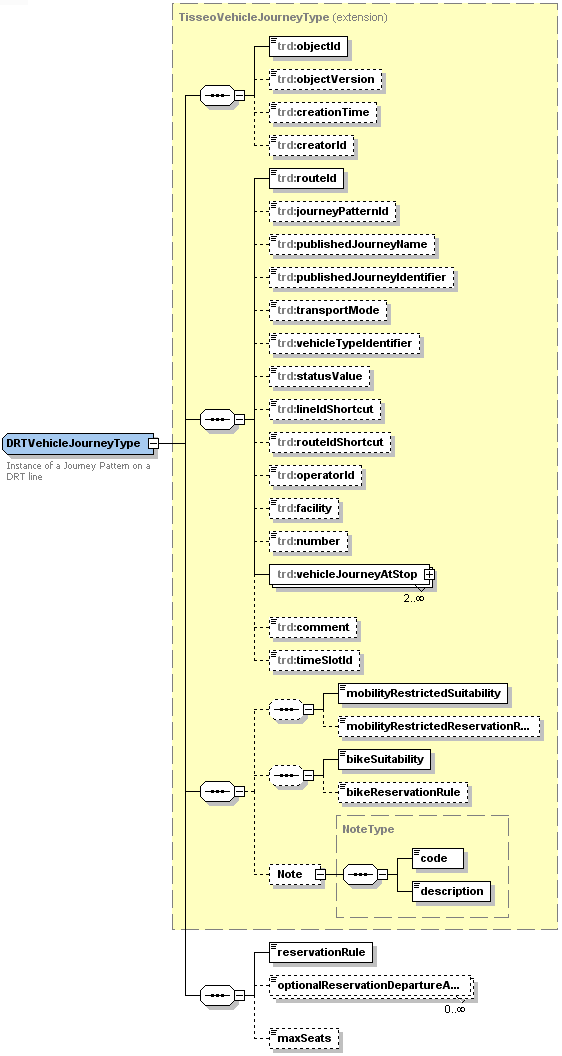 TisseoVehicleJourneyType (extension)
trd:objectId
trd:objectVersion
trd:creationTime
trd:creatorId
trd:routeId
trd:journeyPatternId
trd:publishedJourneyName
trd:publishedJourneyIdentifier
trd:transportMode
trd:vehicleTypeIdentifier
trd:statusValue
trd:lineIdShortcut
trd:routeIdShortcut
DRTVehicleJourneyType
Instance of a Journey Pattern on a
DRT line
trd:operatorId
trd:facility
trd:number
trd:vehicleJourneyAtStop
2..∞
trd:comment
trd:timeSlotId
mobilityRestrictedSuitability
mobilityRestrictedReservationR...
bikeSuitability
bikeReservationRule
NoteType
Note
code
description
reservationRule
optionalReservationDepartureA...
0..∞
maxSeats